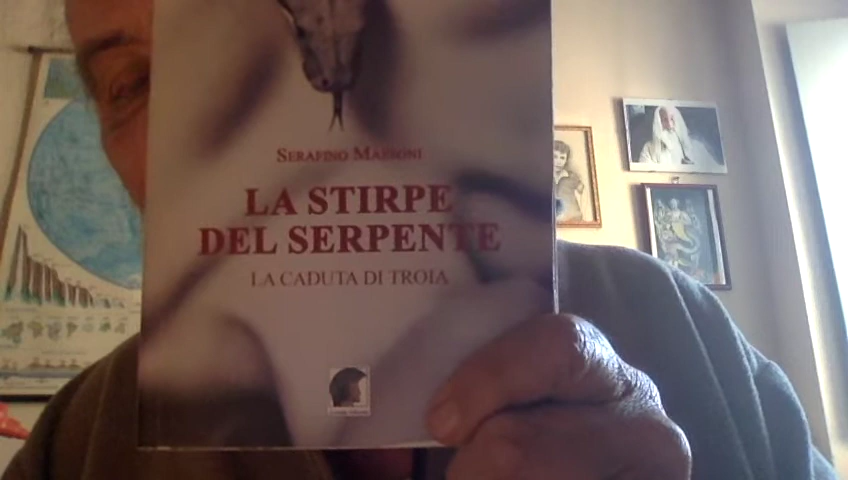 SERAFINO MASSONI
LA STIRPE
DEL SERPENTE
LA CADUTA DI TROIA